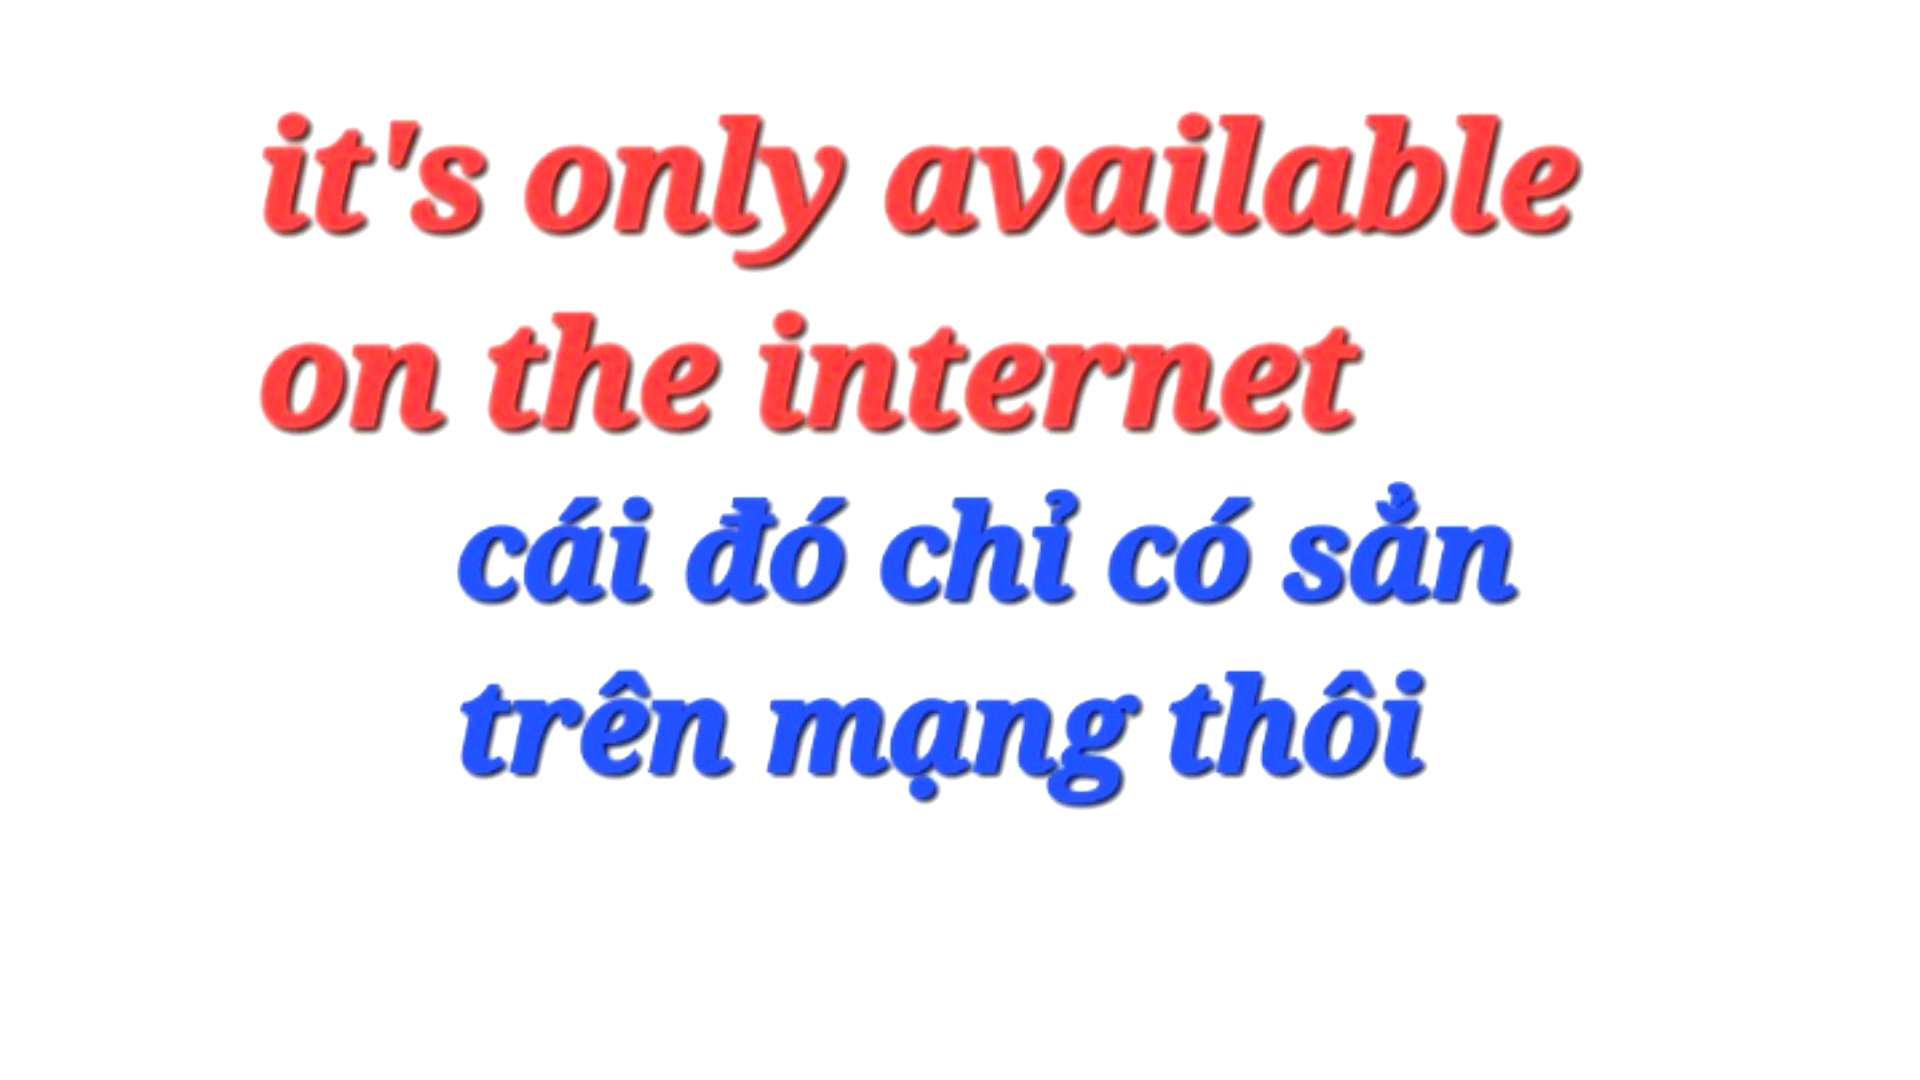 it's only available
on the internet
cái đó chỉ có sẳn
trên mạng thôi